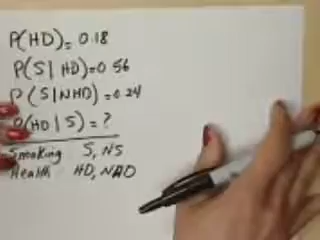 P(HD) = 0.18
P(S|HD) = 0.56
P(S|NHD) = 0.24
P(HD|S) = ?
Smoking S, NS
Health HD, NHD